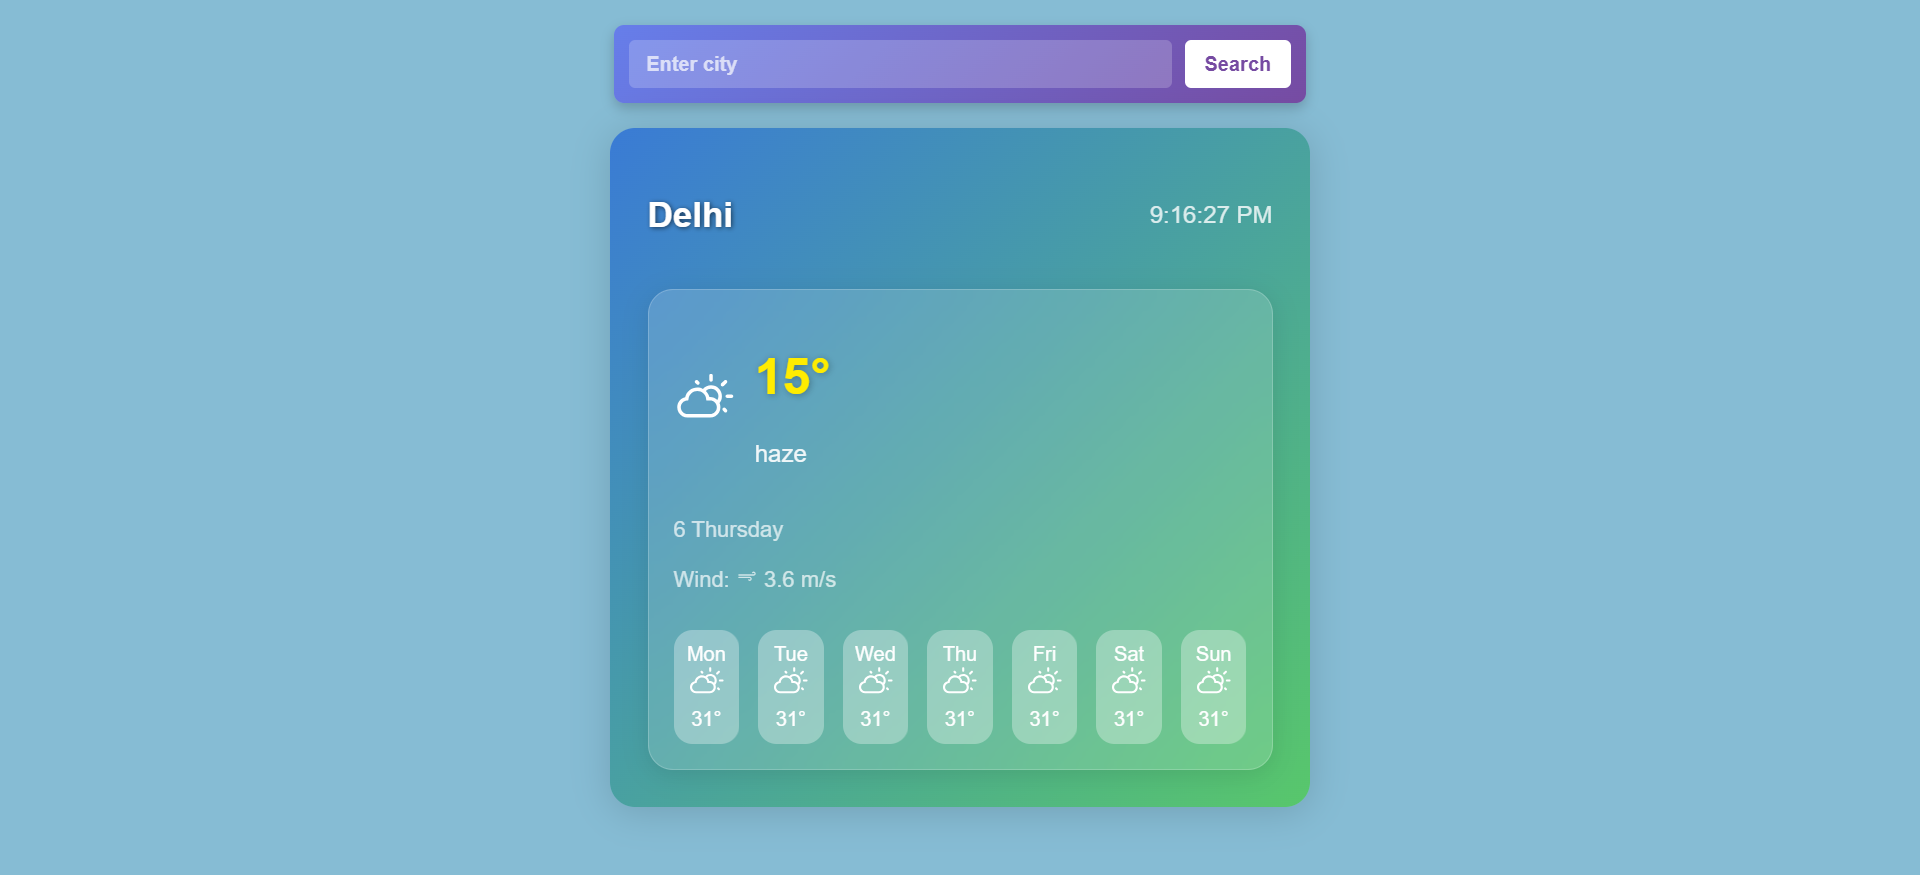 Enter city Search
Delhi 9:16:27 PM
15°
haze
6 Thursday
Wind: 3.6 m/s
Mon Tue Wed Thu Fri Sat Sun
31° 31° 31° 31° 31° 31° 31°